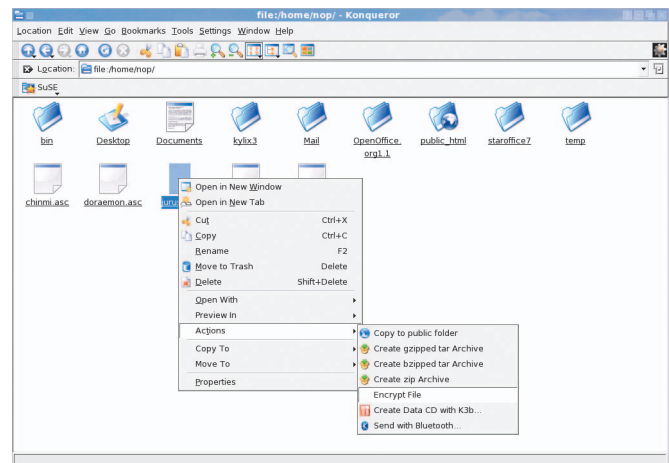 file:/home/nop/ - Konqueror
Location Edit View Go Bookmarks Tools Settings Window Help
Location: file:/home/nop/
SuSE
bin Desktop Documents kylix3 Mail OpenOffice.org1.1 public_html staroffice7 temp
chinmi.asc doraemon.asc
Open in New Window
Open in New Tab
Cut Ctrl+X
Copy Ctrl+C
Rename F2
Move to Trash Delete
Delete Shift+Delete
Open With
Preview In
Actions
Copy To
Move To
Properties
Copy to public folder
Create gzipped tar Archive
Create bzipped tar Archive
Create zip Archive
Encrypt File
Create Data CD with K3b...
Send with Bluetooth...